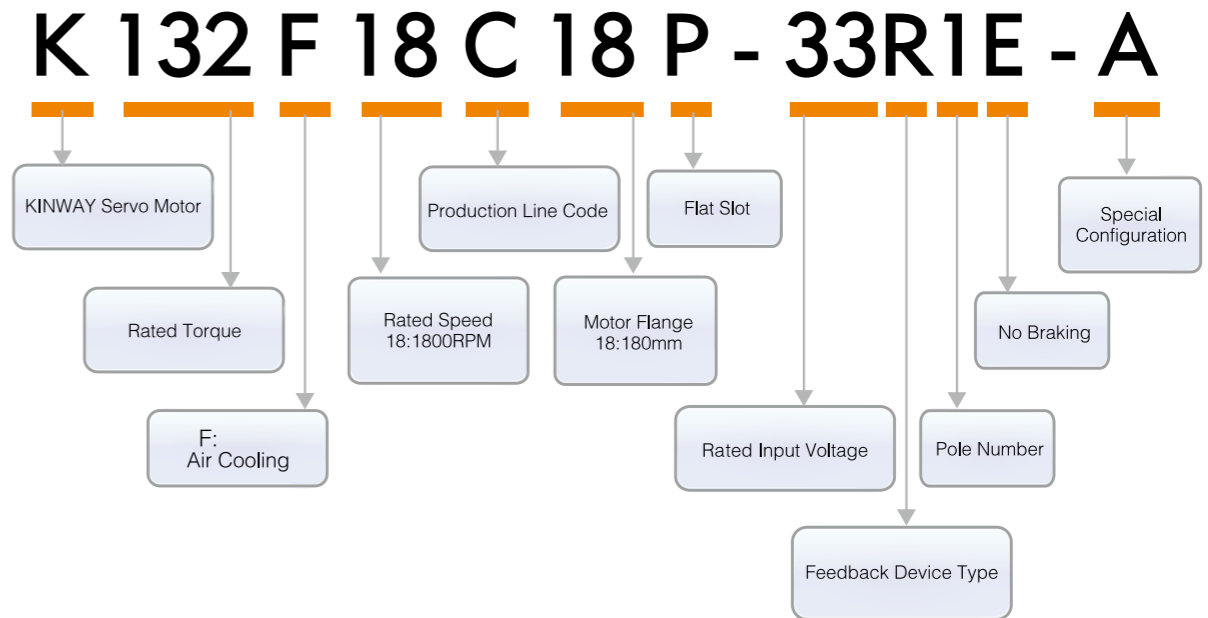 K 132 F 18 C 18 P - 33R1E - A
KINWAY Servo Motor
Production Line Code
Flat Slot
Special
Configuration
Rated Torque
Rated Speed
18:1800RPM
Motor Flange
18:180mm
No Braking
F:
Air Cooling
Rated Input Voltage
Pole Number
Feedback Device Type